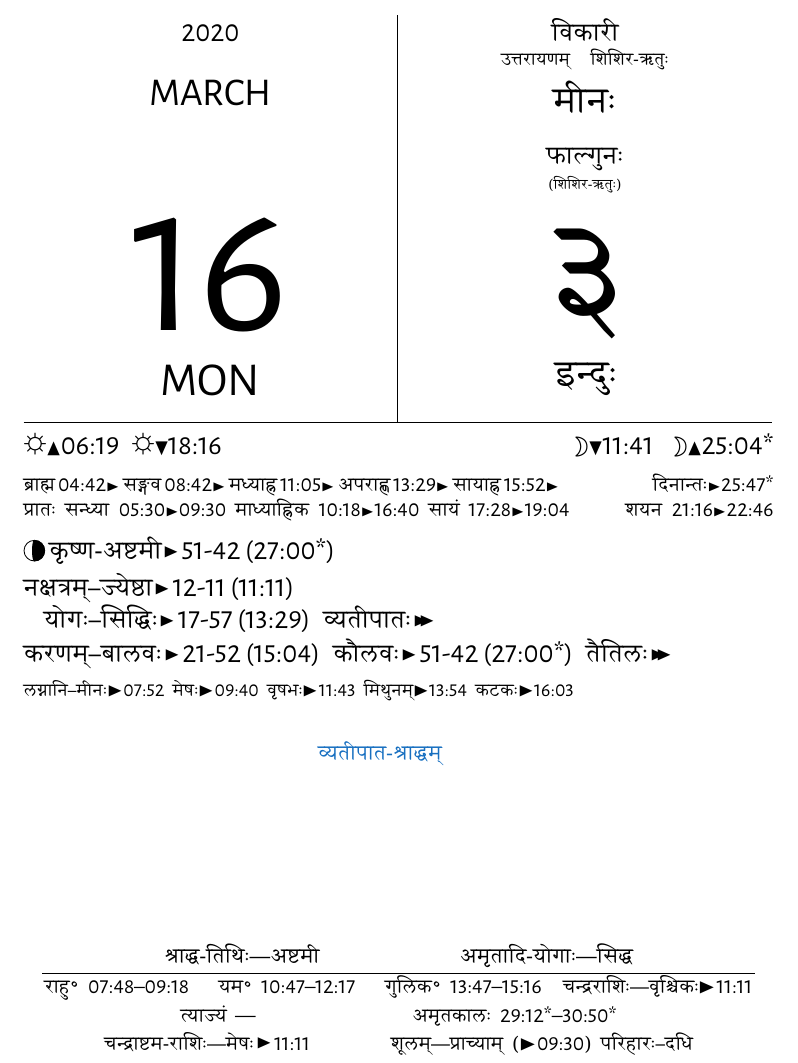 2020
MARCH
16
MON
विकारी
उत्तरायणम् शिशिर-ऋतुः
मीनः
फाल्गुनः
(शिशिर-ऋतुः)
३
इन्दुः
☼▲06:19 ☼▼18:16 ☽▼11:41 ☽▲25:04*
ब्राह्म 04:42► सङ्गव 08:42► मध्याह्न 11:05► अपराह्ण 13:29► सायाह्न 15:52► दिनान्तः►25:47*
प्रातः सन्ध्या 05:30►09:30 माध्याह्निक 10:18►16:40 सायं 17:28►19:04 शयन 21:16►22:46
कृष्ण-अष्टमी►51-42 (27:00*)
नक्षत्रम्–ज्येष्ठा►12-11 (11:11)
योगः–सिद्धिः►17-57 (13:29) व्यतीपातः►►
करणम्–बालवः►21-52 (15:04) कौलवः►51-42 (27:00*) तैतिलः►►
लग्नानि–मीनः►07:52 मेषः►09:40 वृषभः►11:43 मिथुनम्►13:54 कटकः►16:03
व्यतीपात-श्राद्धम्
श्राद्ध-तिथिः—अष्टमी अमृतादि-योगाः—सिद्ध
राहु° 07:48–09:18 यम° 10:47–12:17 गुलिक° 13:47–15:16 चन्द्रराशिः—वृश्चिकः►11:11
त्याज्यं — अमृतकालः 29:12*–30:50*
चन्द्राष्टम-राशिः—मेषः►11:11 शूलम्—प्राच्याम् (►09:30) परिहारः–दधि